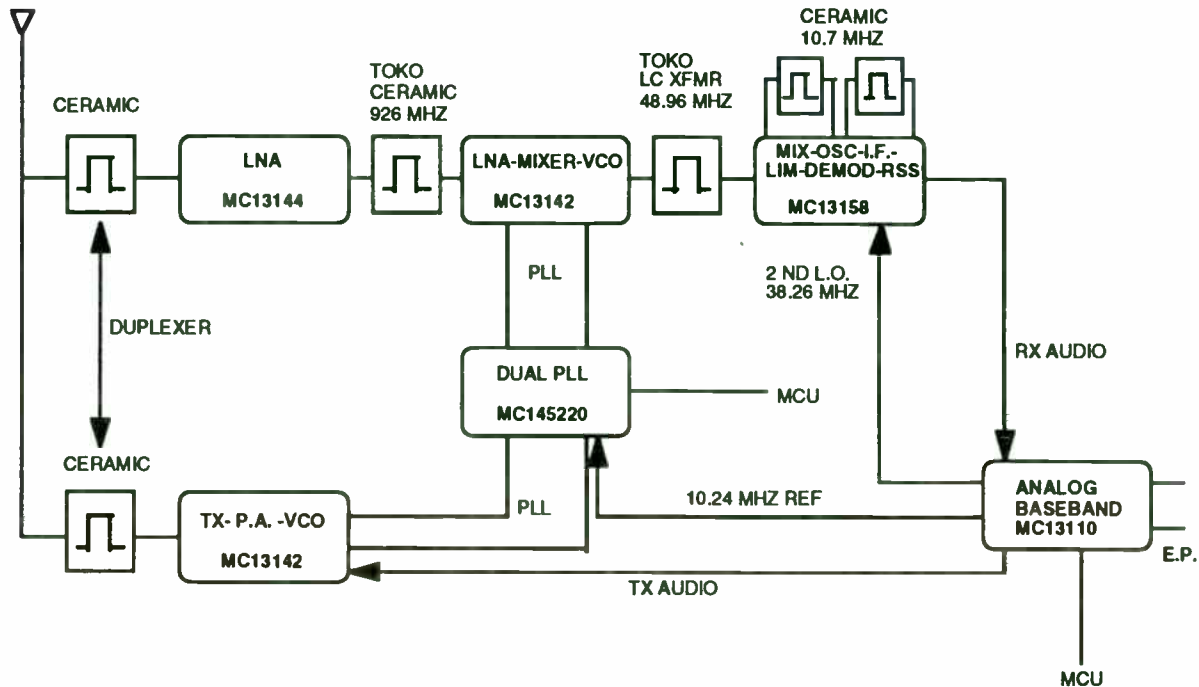 CERAMIC
10.7 MHZ
TOKO
LC XFMR
48.96 MHZ
TOKO
CERAMIC
926 MHZ
CERAMIC
LNA
MC13144
LNA-MIXER-VCO
MC13142
MIX-OSC-I.F.-
LIM-DEMOD-RSS
MC13158
PLL
2 ND L.O.
38.26 MHZ
DUPLEXER
RX AUDIO
DUAL PLL
MC145220
MCU
CERAMIC
TX- P.A. -VCO
MC13142
PLL
10.24 MHZ REF
ANALOG
BASEBAND
MC13110
E.P.
TX AUDIO
MCU